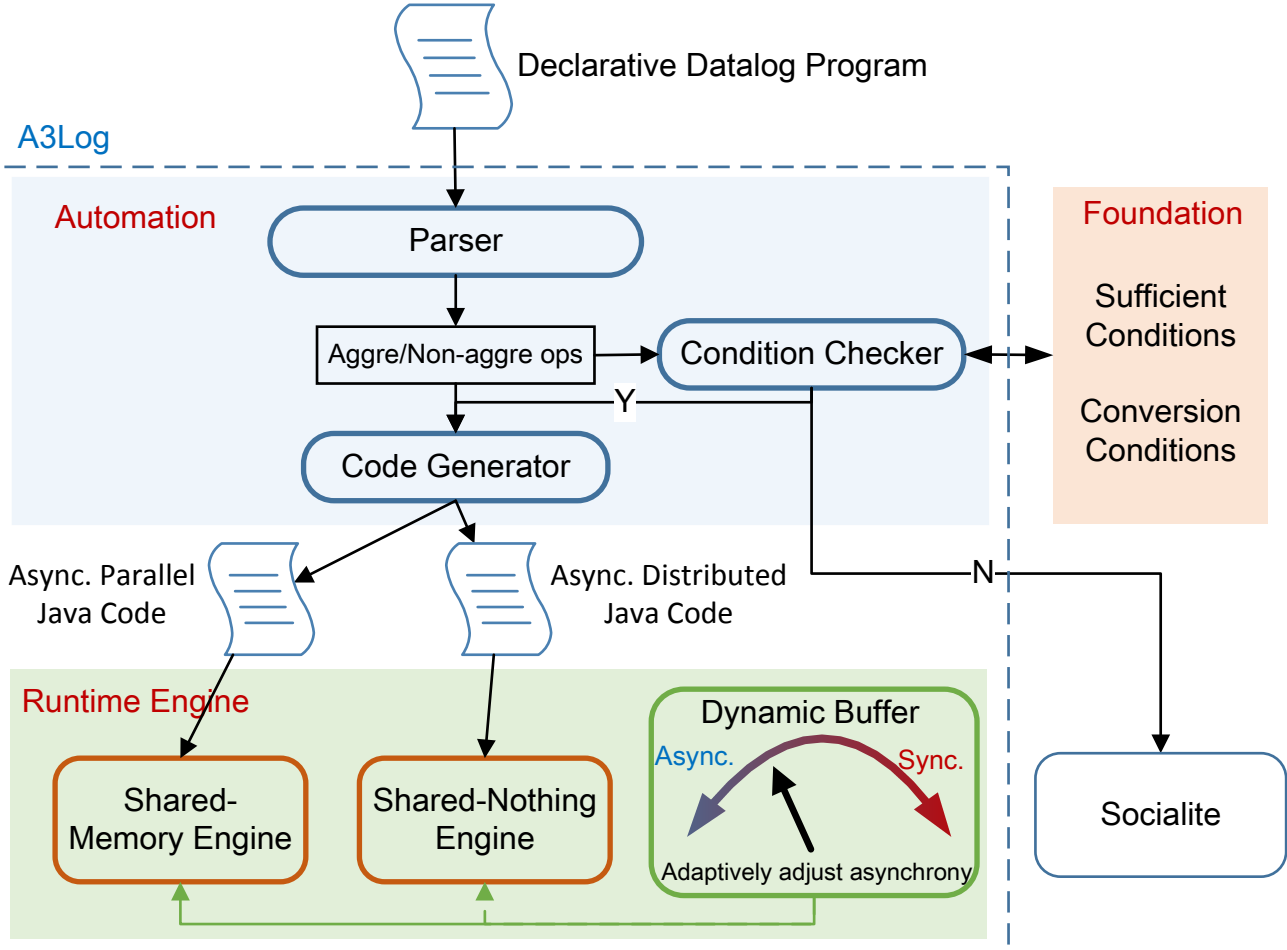 Declarative Datalog Program
A3Log
Automation
Parser
Foundation
Sufficient
Conditions
Aggre/Non-aggre ops
Condition Checker
Y
Conversion
Conditions
Code Generator
Async. Parallel
Java Code
Async. Distributed
Java Code
N
Runtime Engine
Dynamic Buffer
Async.
Sync.
Adaptively adjust asynchrony
Shared-
Memory Engine
Shared-Nothing
Engine
Socialite